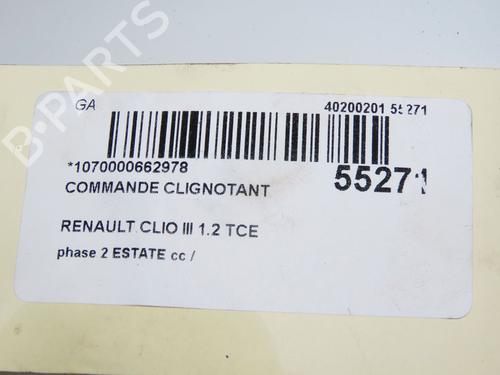 GA 40200201 55271
*1070000662978
55271
COMMANDE CLIGNOTANT
RENAULT CLIO III 1.2 TCE
phase 2 ESTATE cc /
B-PARTS